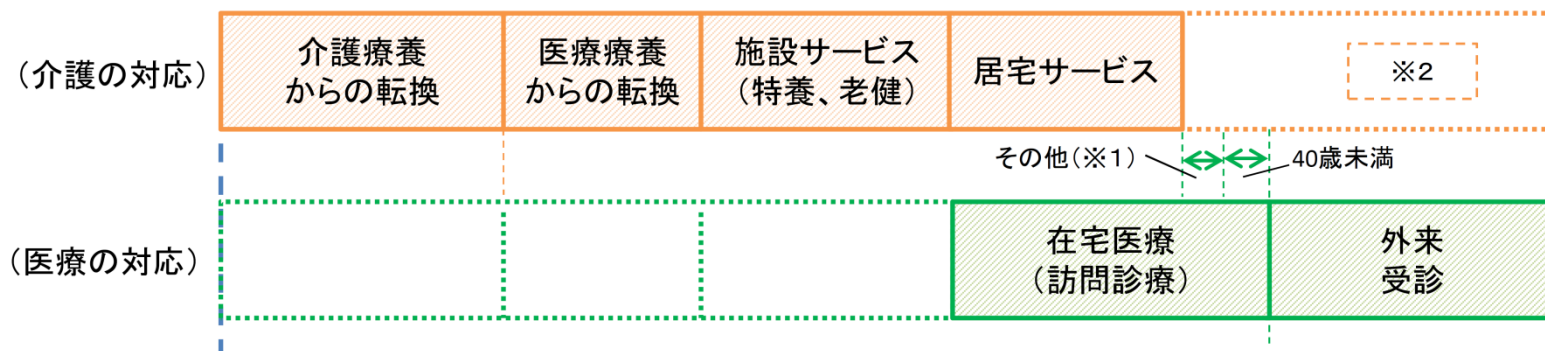 (介護の対応)
介護療養
からの転換
医療療養
からの転換
施設サービス
(特養、老健)
居宅サービス
※2
その他(※1)
40歳未満
(医療の対応)
在宅医療
(訪問診療)
外来
受診